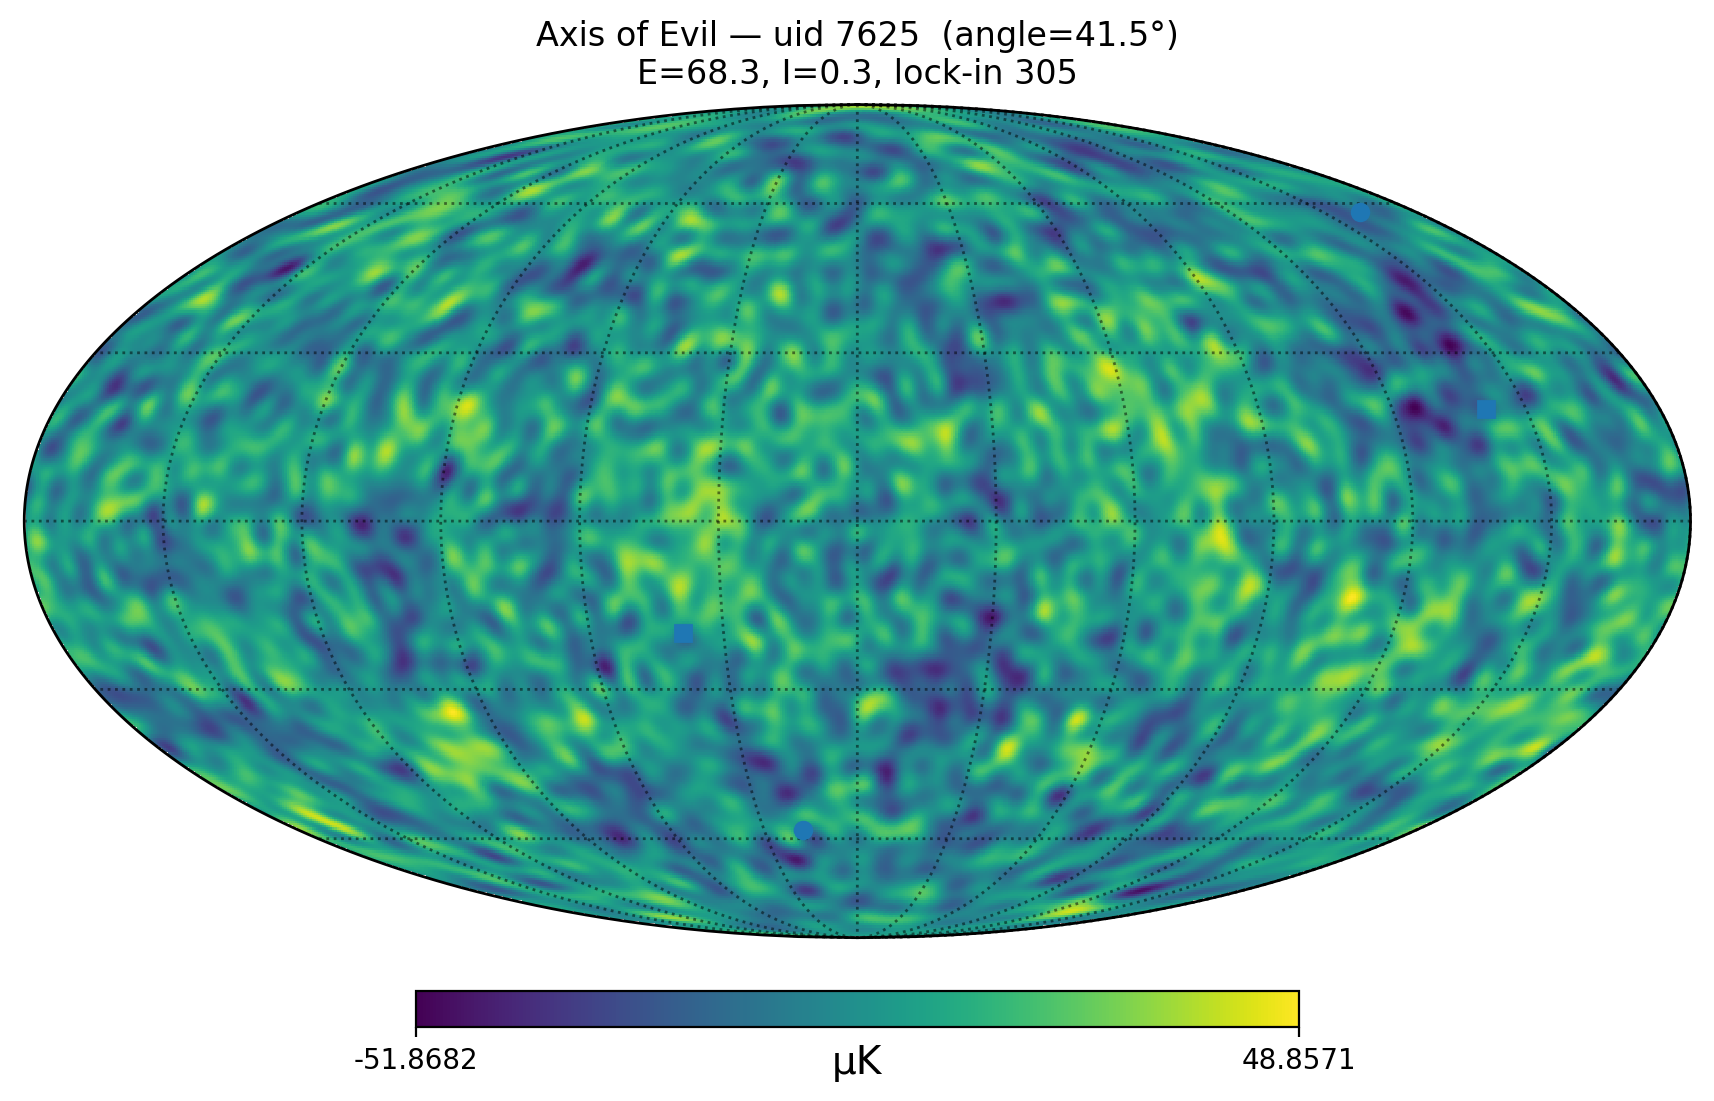 Axis of Evil — uid 7625  (angle=41.5°)
E=68.3, I=0.3, lock-in 305
-51.8682
μK
48.8571